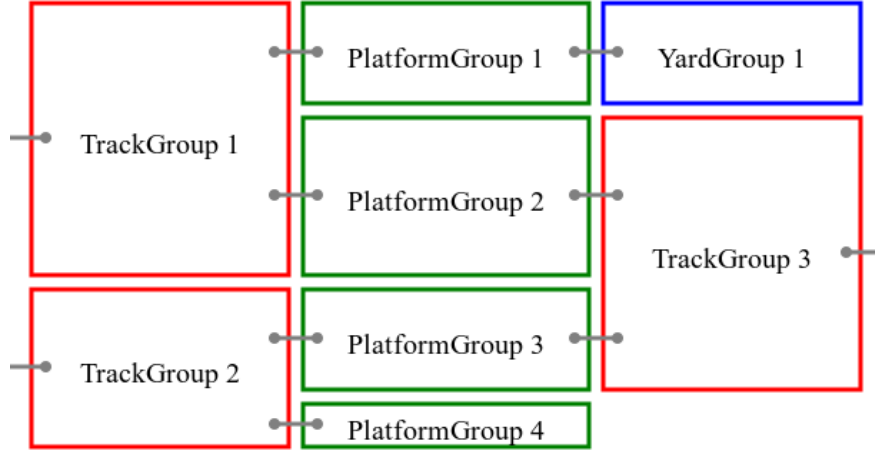 PlatformGroup 1
YardGroup 1
TrackGroup 1
PlatformGroup 2
TrackGroup 3
PlatformGroup 3
TrackGroup 2
PlatformGroup 4